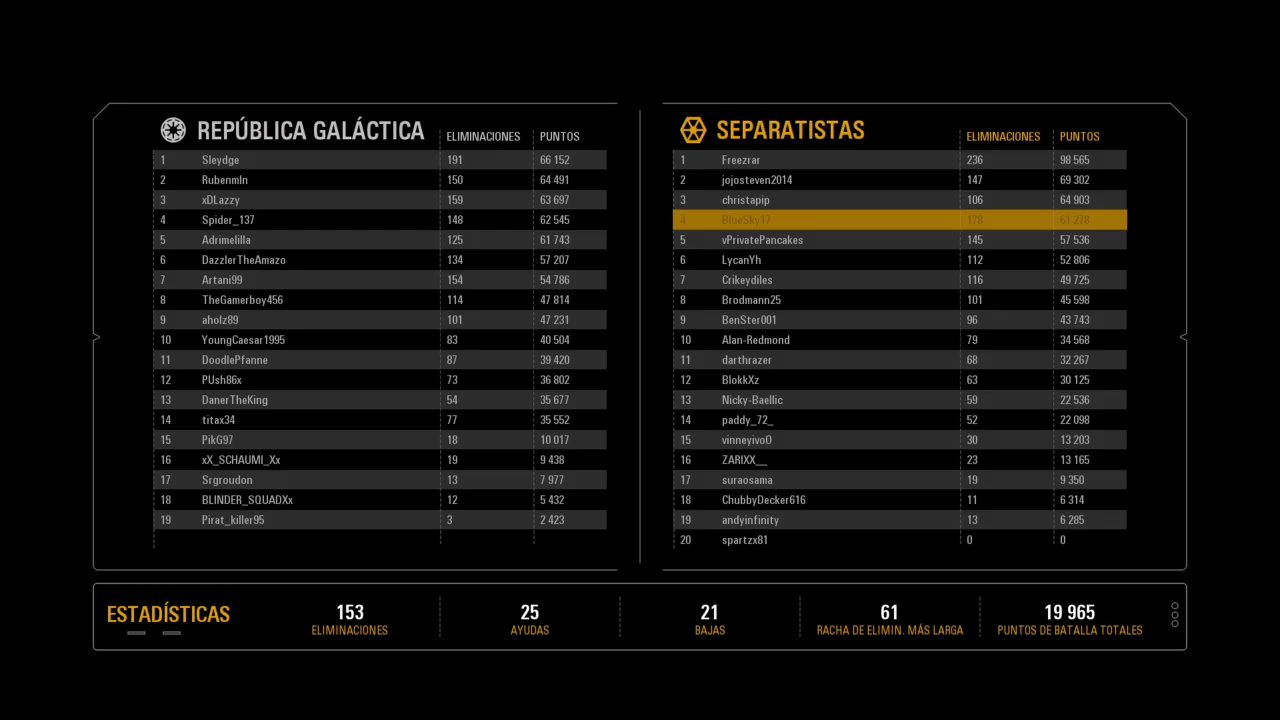 REPÚBLICA GALÁCTICA ELIMINACIONES PUNTOS
1 Sleydge 191 66 152
2 Rubenmln 150 64 491
3 xDLazzy 159 63 697
4 Spider_137 148 62 545
5 Adrimelilla 125 61 743
6 DazzlerTheAmazo 134 57 207
7 Artani99 154 54 786
8 TheGamerboy456 114 47 814
9 aholz89 101 47 231
10 YoungCaesar1995 83 40 504
11 DoodlePfanne 87 39 420
12 PUsh86x 73 36 802
13 DanerTheKing 54 35 677
14 titax34 77 35 552
15 PikG97 18 10 017
16 xX_SCHAUMI_Xx 19 9 438
17 Srgroudon 13 7 977
18 BLINDER_SQUADXx 12 5 432
19 Pirat_killer95 3 2 423
SEPARATISTAS ELIMINACIONES PUNTOS
1 Freezrar 236 98 565
2 jojosteven2014 147 69 302
3 christapip 106 64 903
4 BlueSky17 178 61 278
5 vPrivatePancakes 145 57 536
6 LycanYh 112 52 806
7 Crikeydiles 116 49 725
8 Brodmann25 101 45 598
9 BenSter001 96 43 743
10 Alan-Redmond 79 34 568
11 darthrazer 68 32 267
12 BlokkXz 63 30 125
13 Nicky-Baellic 59 22 536
14 paddy_72_ 52 22 098
15 vinneyivoO 30 13 203
16 ZARIXX__ 23 13 165
17 suraosama 19 9 350
18 ChubbyDecker616 11 6 314
19 andyinfinity 13 6 285
20 spartzx81 0 0
ESTADÍSTICAS
153 25 21 61 19 965
ELIMINACIONES AYUDAS BAJAS RACHA DE ELIMIN. MÁS LARGA PUNTOS DE BATALLA TOTALES